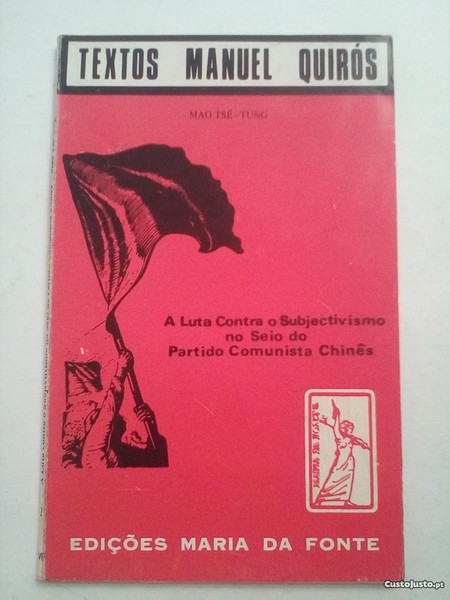 TEXTOS MANUEL QUIRÓS
MAO TSÉ-TUNG
A Luta Contra o Subjectivismo
no Seio do
Partido Comunista Chinês
EDIÇÕES MARIA DA FONTE
CustoJusto.pt